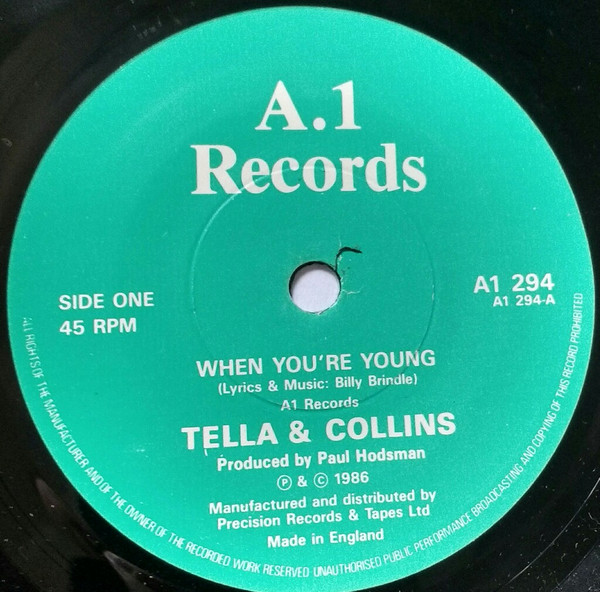 A.1
Records
SIDE ONE
45 RPM
A1 294
A1 294-A
WHEN YOU'RE YOUNG
(Lyrics & Music: Billy Brindle)
A1 Records
TELLA & COLLINS
Produced by Paul Hodsman
Ⓟ & © 1986
Manufactured and distributed by
Precision Records & Tapes Ltd
Made in England
ALL RIGHTS OF THE MANUFACTURER AND OF THE OWNER OF THE RECORDED WORK RESERVED UNAUTHORISED PUBLIC PERFORMANCE BROADCASTING AND COPYING OF THIS RECORD PROHIBITED